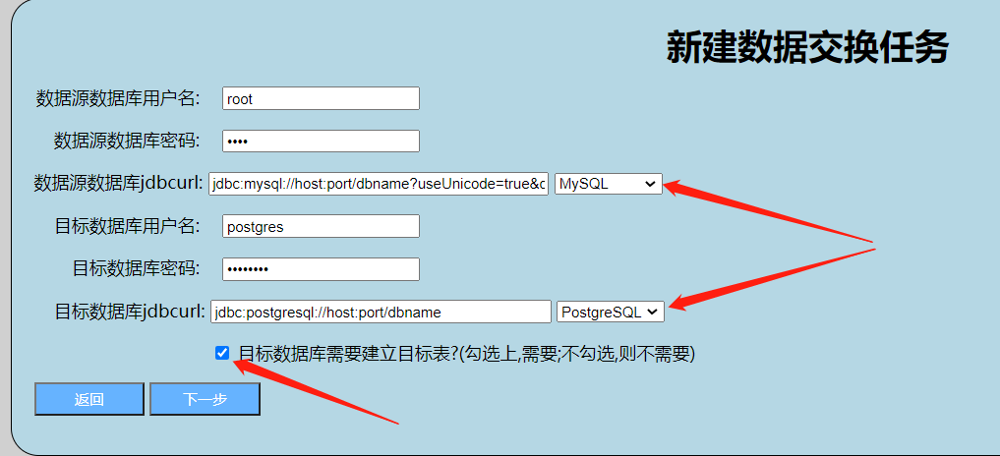 新建数据交换任务
数据源数据库用户名: root
数据源数据库密码: ••••
数据源数据库jdbcurl: jdbc:mysql://host:port/dbname?useUnicode=true&c MySQL
目标数据库用户名: postgres
目标数据库密码: ••••••••
目标数据库jdbcurl: jdbc:postgresql://host:port/dbname PostgreSQL
目标数据库需要建立目标表?(勾选上,需要;不勾选,则不需要)
返回 下一步